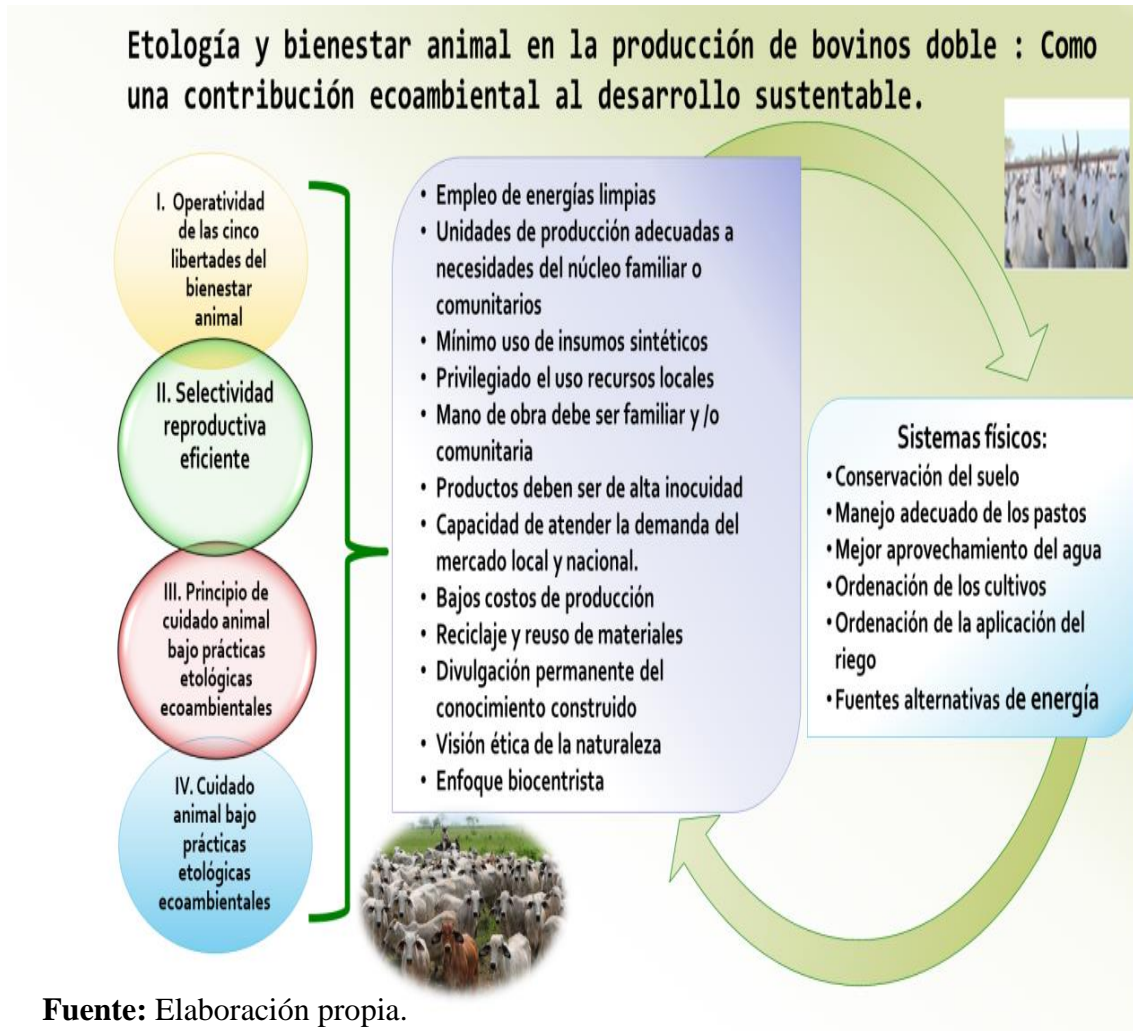 Etología y bienestar animal en la producción de bovinos doble : Como
una contribución ecoambiental al desarrollo sustentable.
I. Operatividad
de las cinco
libertades del
bienestar
animal
II. Selectividad
reproductiva
eficiente
III. Principio de
cuidado animal
bajo prácticas
etológicas
ecoambientales
IV. Cuidado
animal bajo
prácticas
etológicas
ecoambientales
• Empleo de energías limpias
• Unidades de producción adecuadas a
necesidades del núcleo familiar o
comunitarios
• Mínimo uso de insumos sintéticos
• Privilegiado el uso recursos locales
• Mano de obra debe ser familiar y /o
comunitaria
• Productos deben ser de alta inocuidad
• Capacidad de atender la demanda del
mercado local y nacional.
• Bajos costos de producción
• Reciclaje y reuso de materiales
• Divulgación permanente del
conocimiento construido
• Visión ética de la naturaleza
• Enfoque biocentrista
Sistemas físicos:
• Conservación del suelo
• Manejo adecuado de los pastos
• Mejor aprovechamiento del agua
• Ordenación de los cultivos
• Ordenación de la aplicación del
riego
• Fuentes alternativas de energía
Fuente: Elaboración propia.